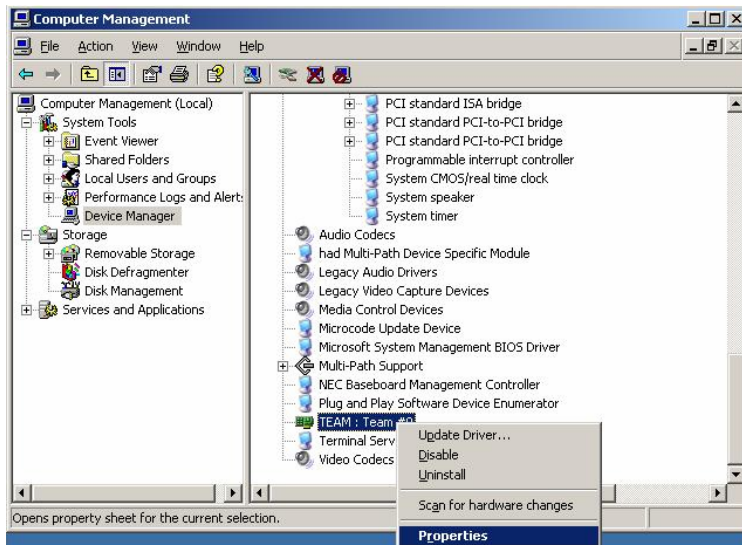 Computer Management
File Action View Window Help
Computer Management (Local)
System Tools
Event Viewer
Shared Folders
Local Users and Groups
Performance Logs and Alert
Device Manager
Storage
Removable Storage
Disk Defragmenter
Disk Management
Services and Applications
PCI standard ISA bridge
PCI standard PCI-to-PCI bridge
PCI standard PCI-to-PCI bridge
Programmable interrupt controller
System CMOS/real time clock
System speaker
System timer
Audio Codecs
had Multi-Path Device Specific Module
Legacy Audio Drivers
Legacy Video Capture Devices
Media Control Devices
Microcode Update Device
Microsoft System Management BIOS Driver
Multi-Path Support
NEC Baseboard Management Controller
Plug and Play Software Device Enumerator
TEAM : Team #0
Terminal Serv
Video Codecs
Update Driver...
Disable
Uninstall
Scan for hardware changes
Properties
Opens property sheet for the current selection.